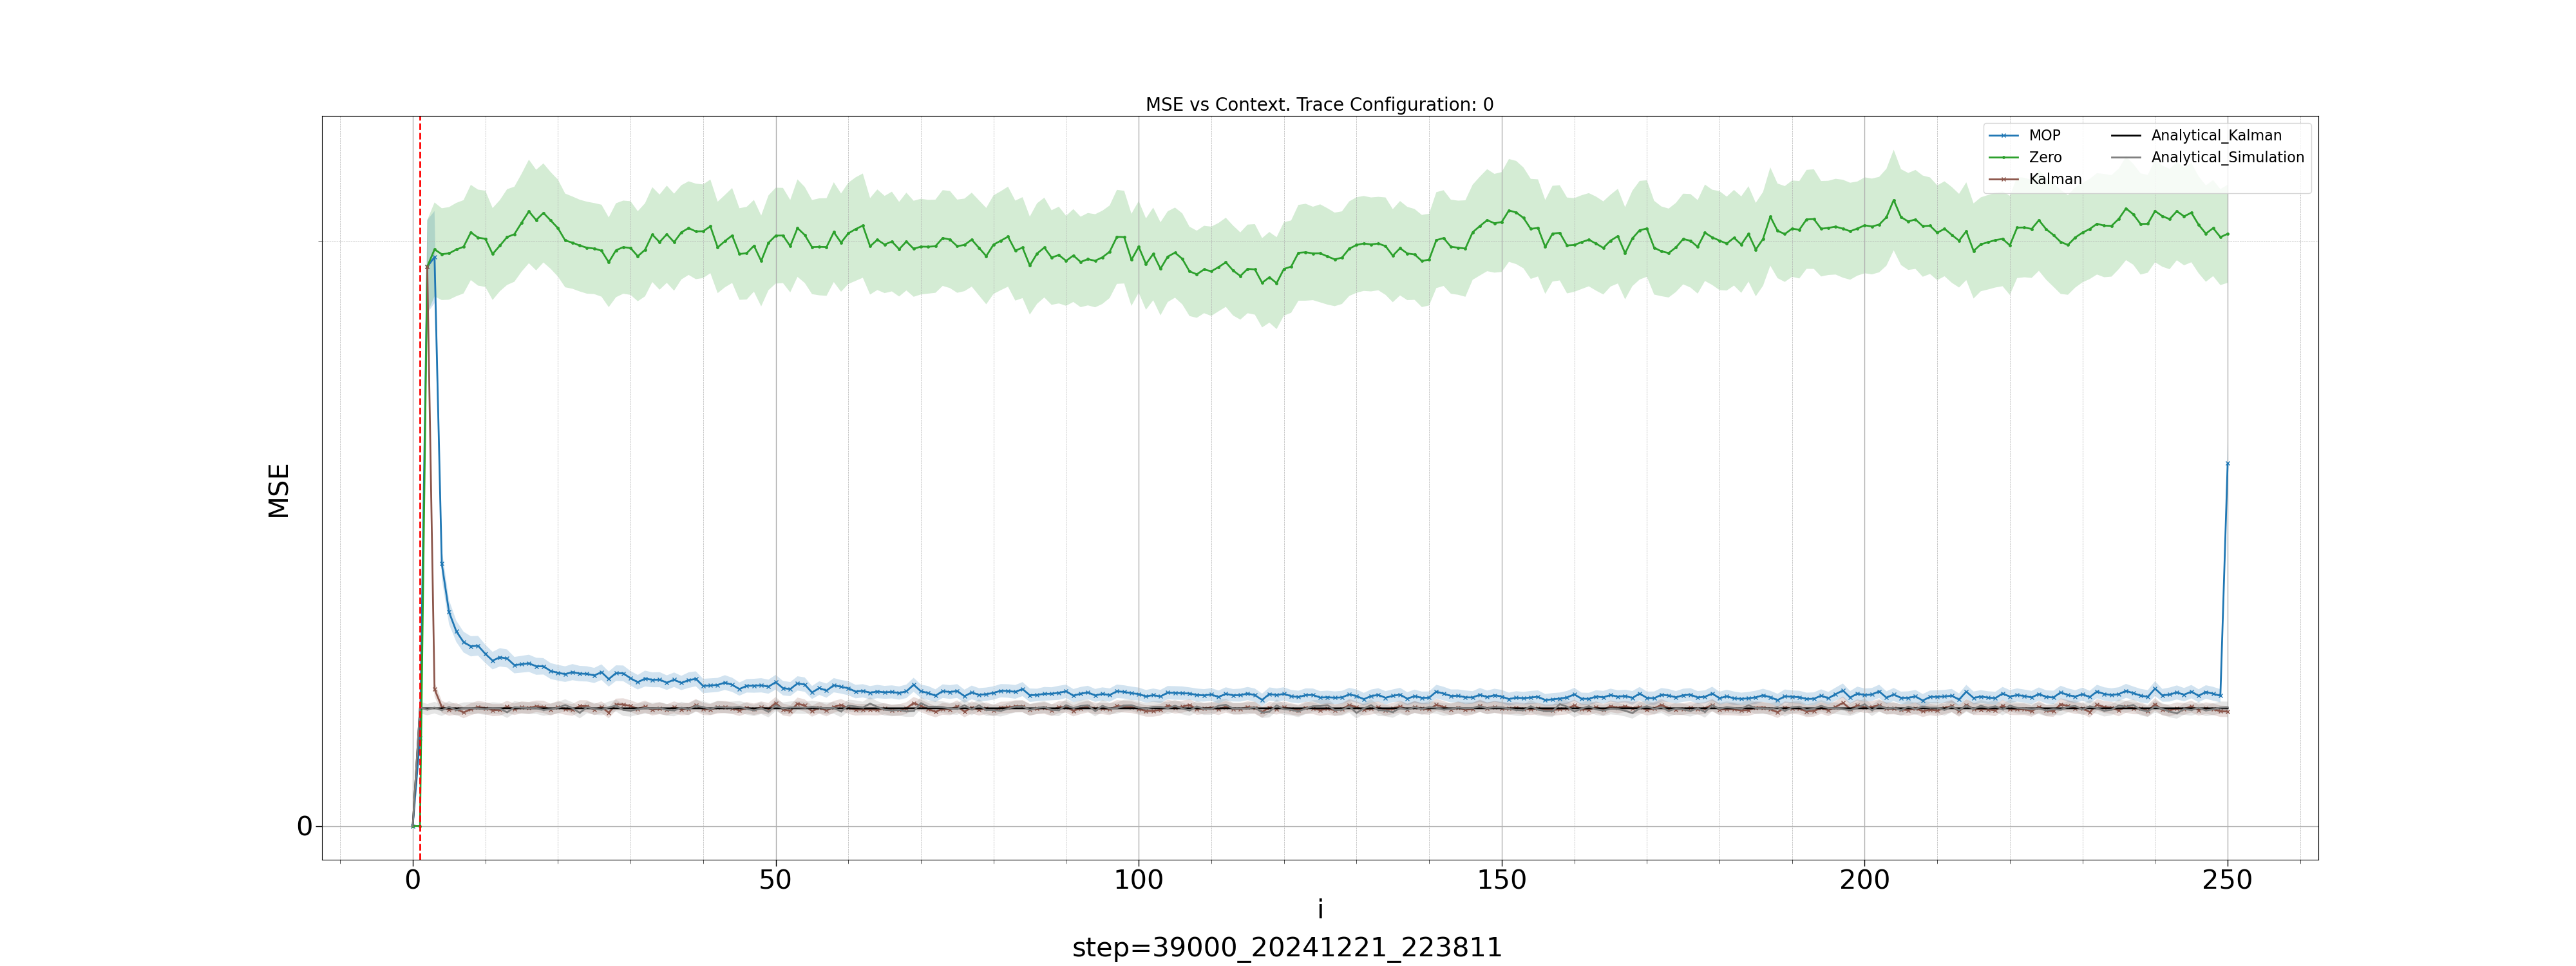 MSE vs Context. Trace Configuration: 0
MOP
Zero
Kalman
Analytical_Kalman
Analytical_Simulation
MSE
0
0 50 100 150 200 250
i
step=39000_20241221_223811